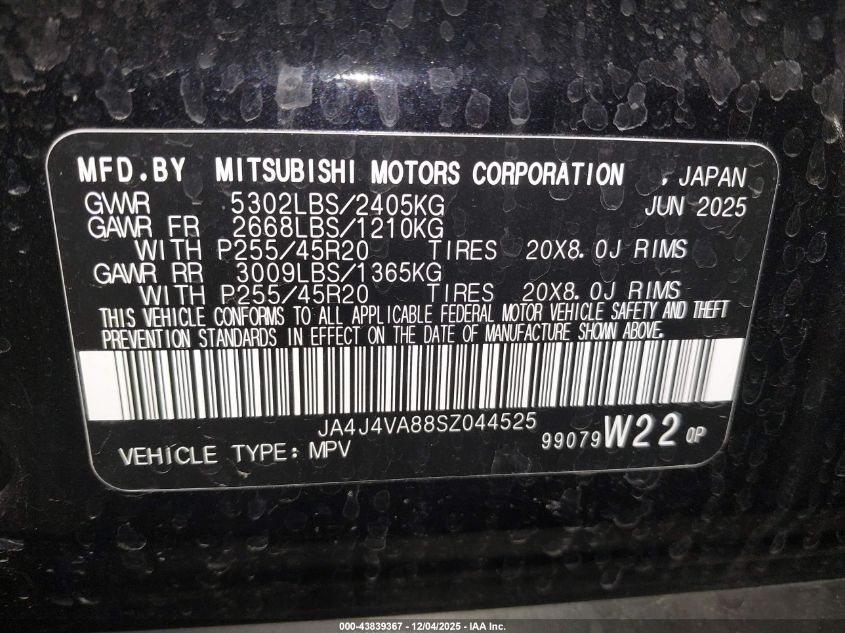 MFD.BY MITSUBISHI MOTORS CORPORATION , JAPAN
GVWR 5302LBS/2405KG JUN 2025
GAWR FR 2668LBS/1210KG
WITH P255/45R20 TIRES 20X8.0J RIMS
GAWR RR 3009LBS/1365KG
WITH P255/45R20 TIRES 20X8.0J RIMS
THIS VEHICLE CONFORMS TO ALL APPLICABLE FEDERAL MOTOR VEHICLE SAFETY AND THEFT
PREVENTION STANDARDS IN EFFECT ON THE DATE OF MANUFACTURE SHOWN ABOVE.
JA4J4VA88SZ044525
VEHICLE TYPE: MPV 99079 W22 0P
000-43839367 - 12/04/2025 - IAA Inc.